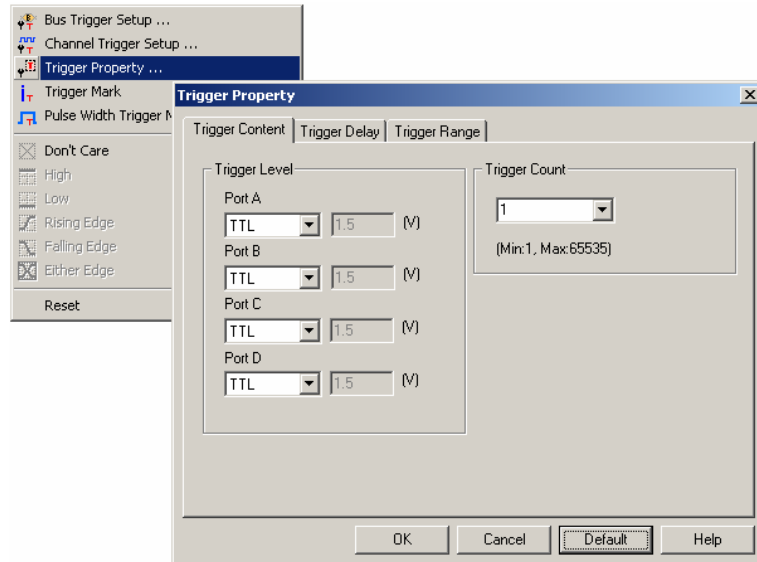 Bus Trigger Setup ...
Channel Trigger Setup ...
Trigger Property ...
Trigger Mark
Pulse Width Trigger
Don't Care
High
Low
Rising Edge
Falling Edge
Either Edge
Reset
Trigger Property
Trigger Content Trigger Delay Trigger Range
Trigger Level
Port A
TTL 1.5 (V)
Port B
TTL 1.5 (V)
Port C
TTL 1.5 (V)
Port D
TTL 1.5 (V)
Trigger Count
1
(Min:1, Max:65535)
OK Cancel Default Help